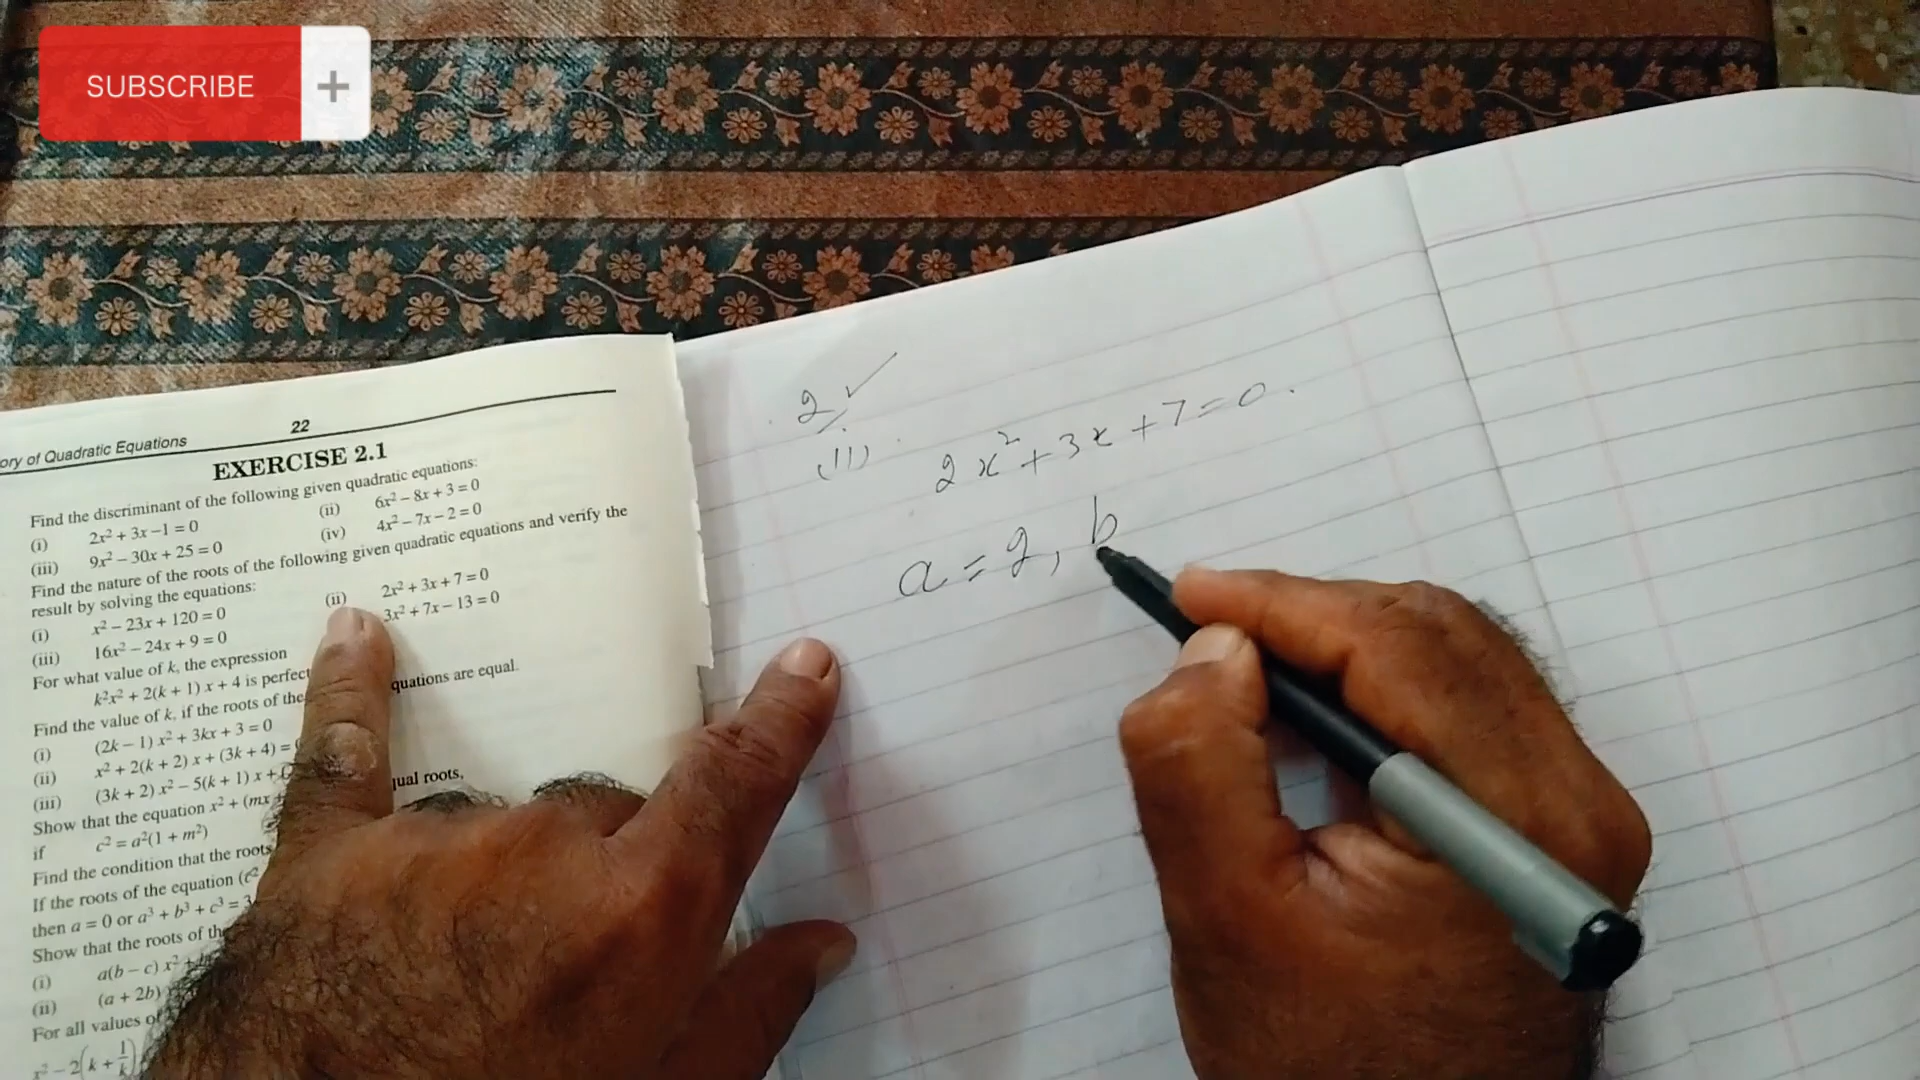 SUBSCRIBE +
ory of Quadratic Equations 22
EXERCISE 2.1
Find the discriminant of the following given quadratic equations:
(i) 2x² + 3x – 1 = 0 (ii) 6x² – 8x + 3 = 0
(iii) 9x² – 30x + 25 = 0 (iv) 4x² – 7x – 2 = 0
Find the nature of the roots of the following given quadratic equations and verify the
result by solving the equations:
(i) x² – 23x + 120 = 0 (ii) 2x² + 3x + 7 = 0
(iii) 16x² – 24x + 9 = 0 3x² + 7x – 13 = 0
For what value of k, the expression
k²x² + 2(k + 1) x + 4 is perfect
Find the value of k, if the roots of the quations are equal.
(i) (2k – 1) x² + 3kx + 3 = 0
(ii) x² + 2(k + 2) x + (3k + 4) =
(iii) (3k + 2) x² – 5(k + 1) x + (
Show that the equation x² + (mx qual roots,
if c² = a²(1 + m²)
Find the condition that the roots
If the roots of the equation (c²
then a = 0 or a³ + b³ + c³ = 3
Show that the roots of th
(i) a(b – c) x² +
(ii) (a + 2b)
For all values of
x² – 2(k + 1/k)
2 ✓
(ii) 2x² + 3x + 7 = 0.
a = 2, b